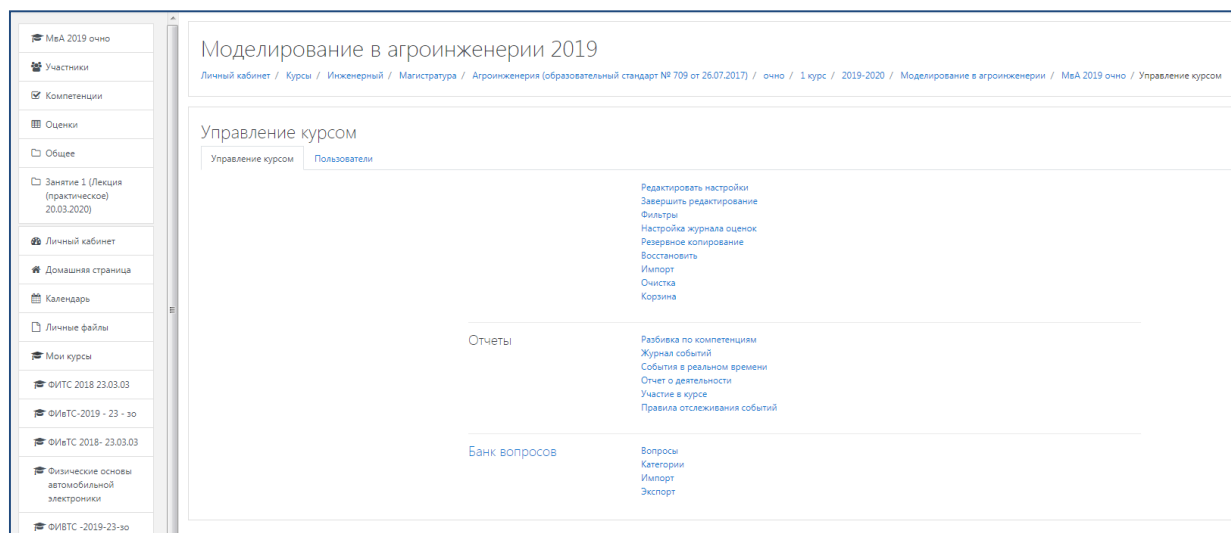 МвА 2019 очно
Участники
Компетенции
Оценки
Общее
Занятие 1 (Лекция
(практическое)
20.03.2020)
Личный кабинет
Домашняя страница
Календарь
Личные файлы
Мои курсы
ФИТС 2018 23.03.03
ФИвТС-2019 - 23 - зо
ФИвТС 2018- 23.03.03
Физические основы
автомобильной
электроники
ФИВТС -2019-23-зо
Моделирование в агроинженерии 2019
Личный кабинет / Курсы / Инженерный / Магистратура / Агроинженерия (образовательный стандарт № 709 от 26.07.2017) / очно / 1 курс / 2019-2020 / Моделирование в агроинженерии / МвА 2019 очно / Управление курсом
Управление курсом
Управление курсом Пользователи
Редактировать настройки
Завершить редактирование
Фильтры
Настройка журнала оценок
Резервное копирование
Восстановить
Импорт
Очистка
Корзина
Отчеты
Разбивка по компетенциям
Журнал событий
События в реальном времени
Отчет о деятельности
Участие в курсе
Правила отслеживания событий
Банк вопросов
Вопросы
Категории
Импорт
Экспорт